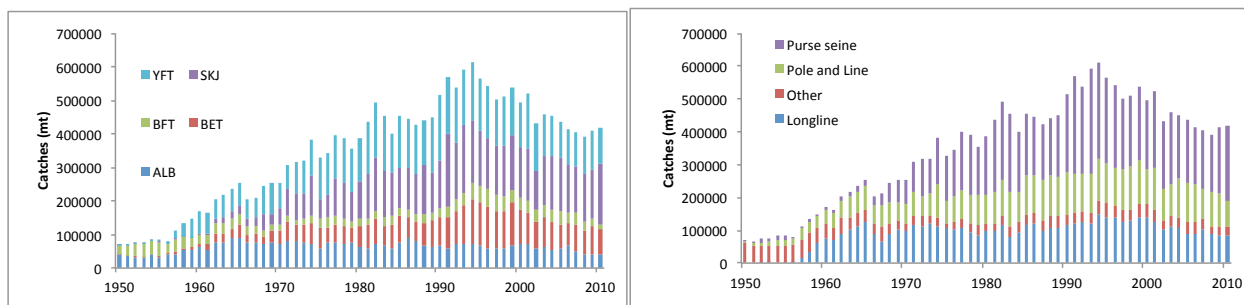 700000
600000
500000
400000
300000
200000
100000
0
Catches (mt)
YFT SKJ
BFT BET
ALB
1950 1960 1970 1980 1990 2000 2010
700000
600000
500000
400000
300000
200000
100000
0
Catches (mt)
Purse seine
Pole and Line
Other
Longline
1950 1960 1970 1980 1990 2000 2010